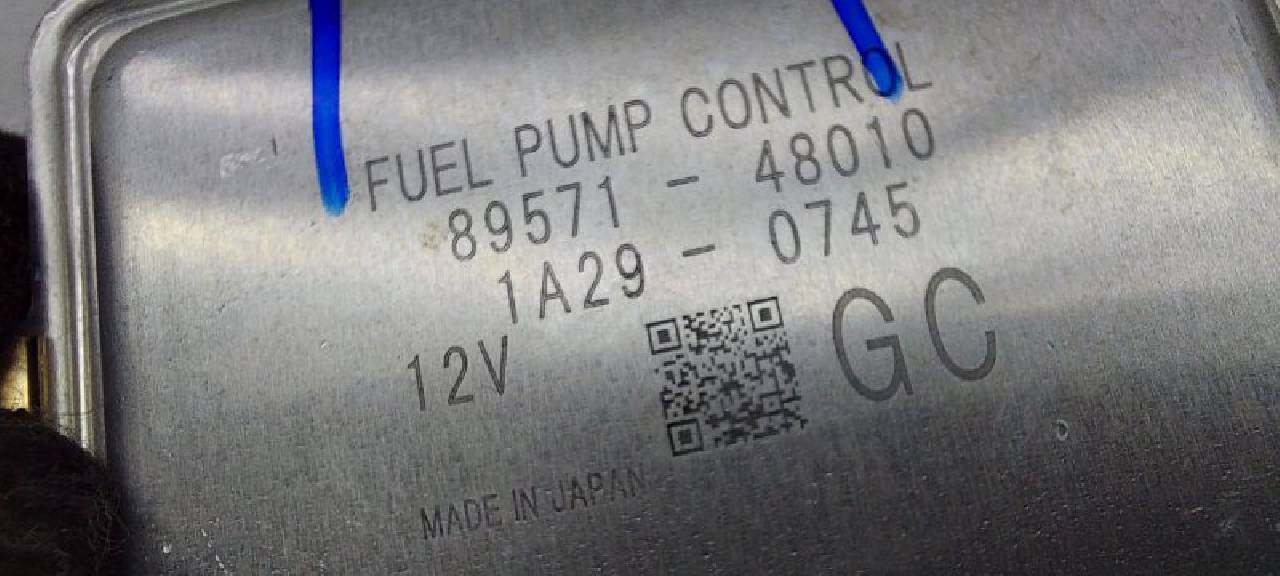 FUEL PUMP CONTROL
89571 - 48010
1A29 - 0745
12V
GC
MADE IN JAPAN